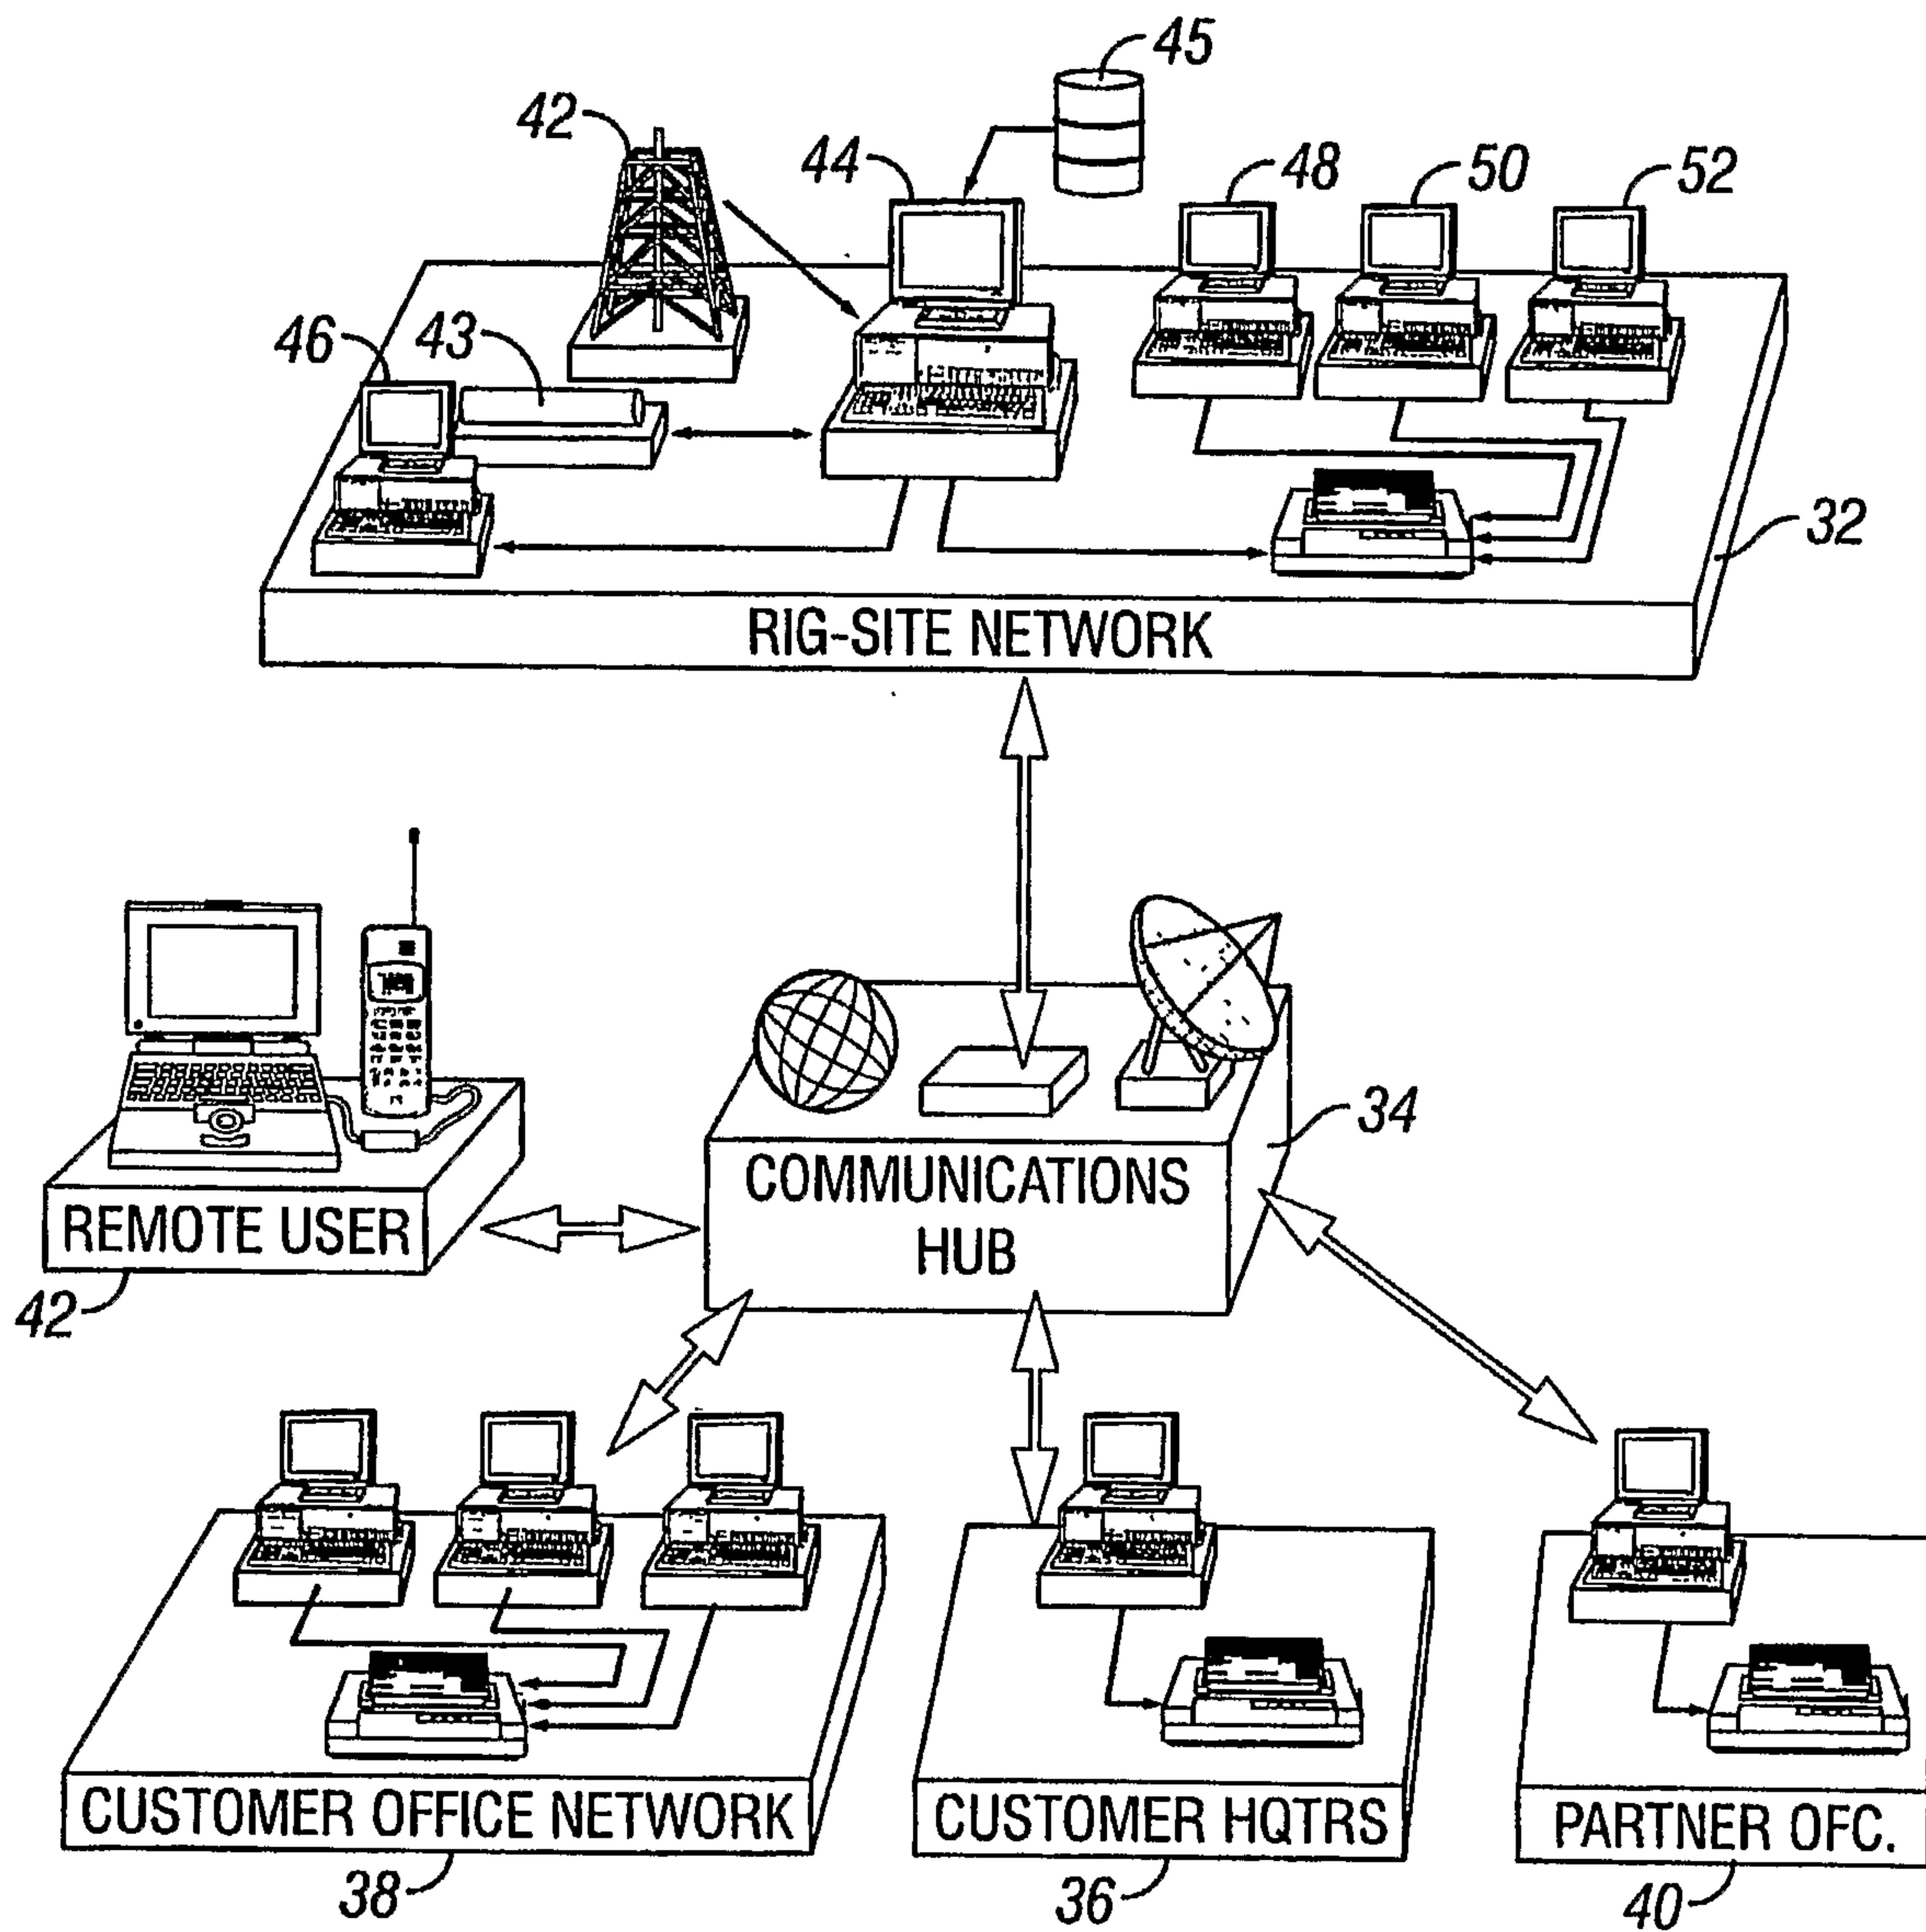 45
42
44
48
50
52
46
43
32
RIG-SITE NETWORK
34
COMMUNICATIONS
HUB
REMOTE USER
42
CUSTOMER OFFICE NETWORK
CUSTOMER HQTRS
PARTNER OFC.
38
36
40